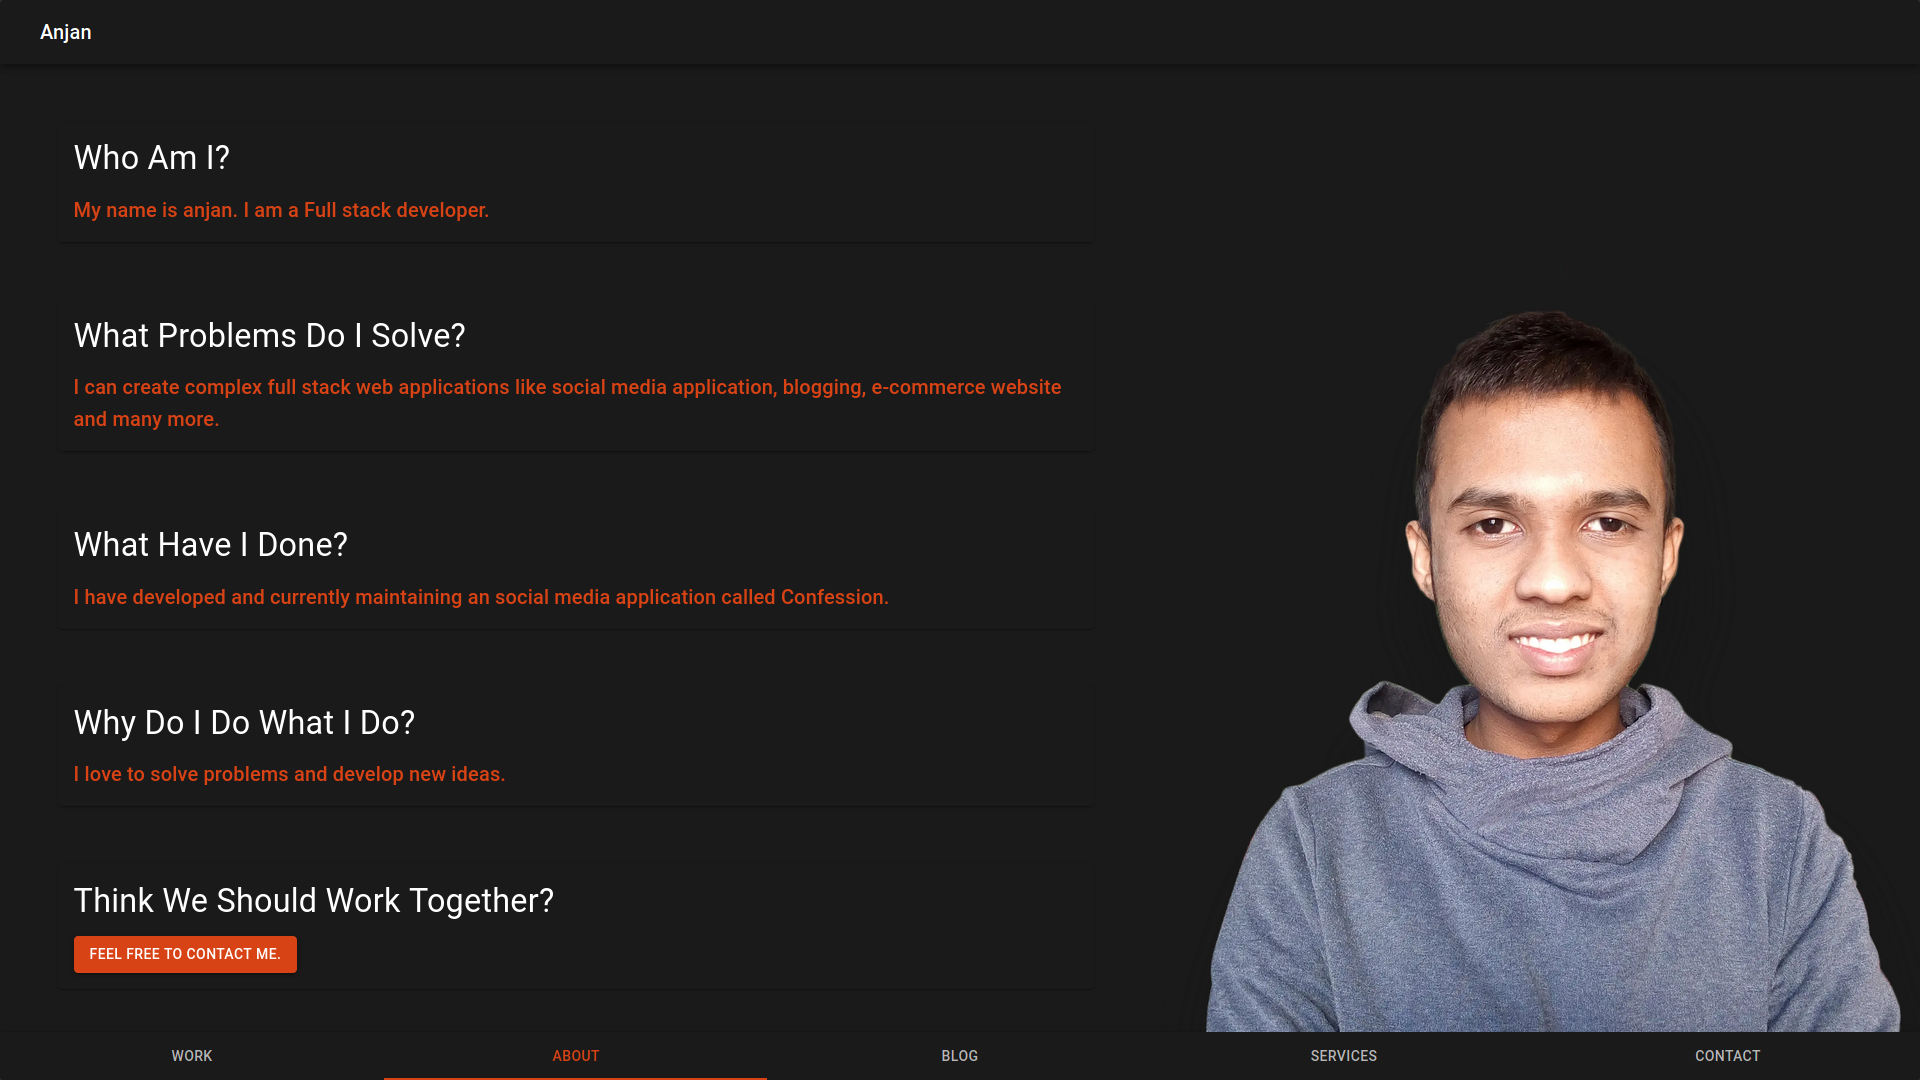 Anjan
Who Am I?
My name is anjan. I am a Full stack developer.
What Problems Do I Solve?
I can create complex full stack web applications like social media application, blogging, e-commerce website
and many more.
What Have I Done?
I have developed and currently maintaining an social media application called Confession.
Why Do I Do What I Do?
I love to solve problems and develop new ideas.
Think We Should Work Together?
FEEL FREE TO CONTACT ME.
WORK
ABOUT
BLOG
SERVICES
CONTACT